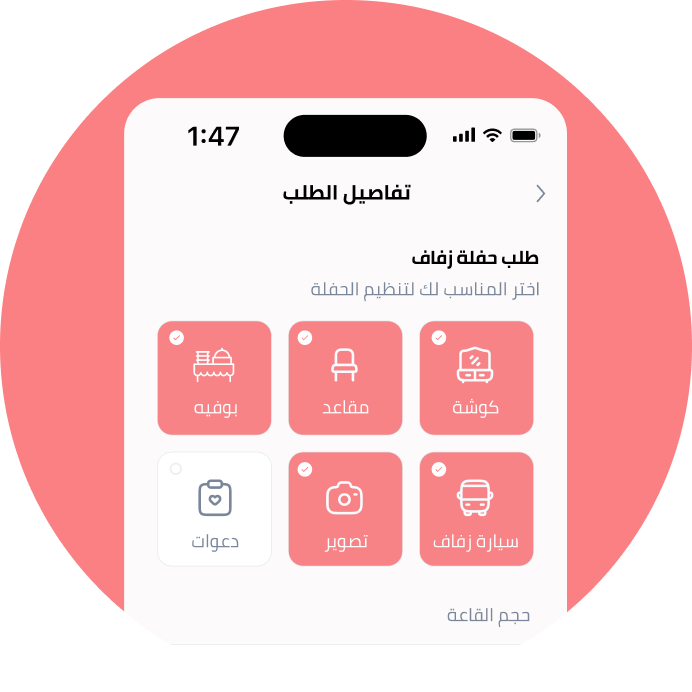 1:47
تفاصيل الطلب
طلب حفلة زفاف
اختر المناسب لك لتنظيم الحفلة
كوشة
مقاعد
بوفيه
سيارة زفاف
تصوير
دعوات
حجم القاعة